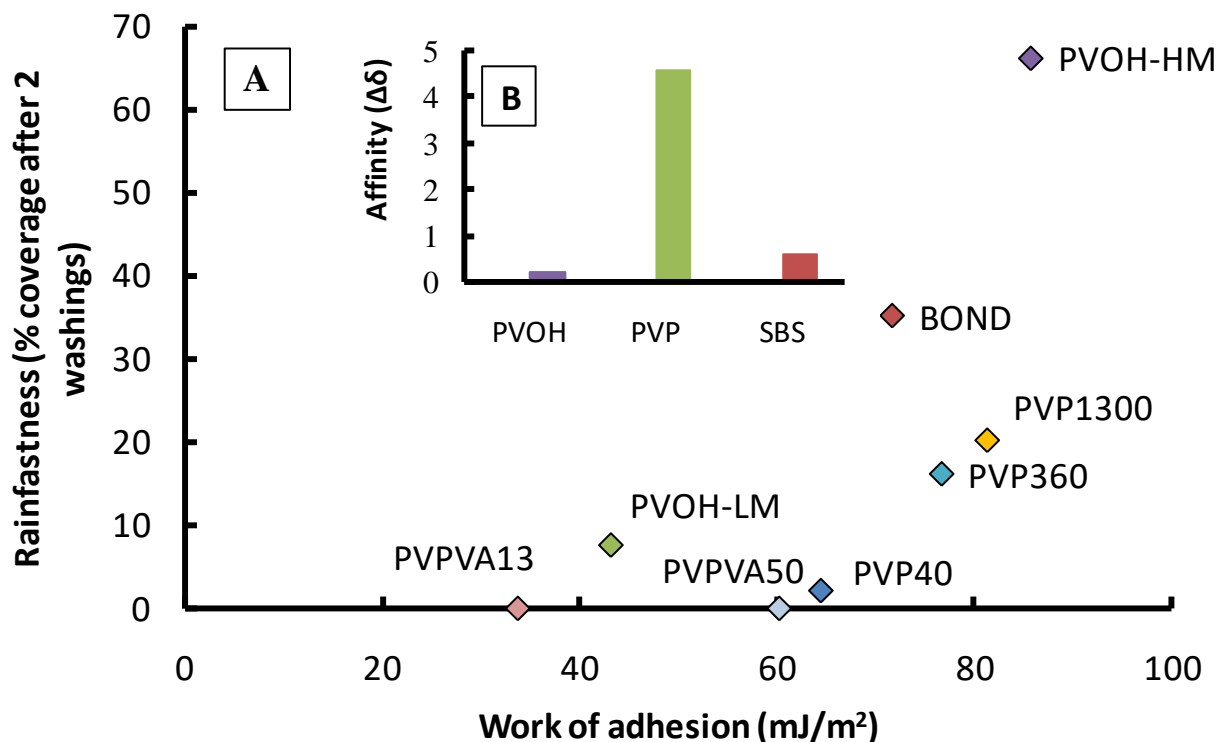 Rainfastness (% coverage after 2
washings)
70
60
50
40
30
20
10
0
A
Affinity (Δδ)
5
4
3
2
1
0
B
PVOH
PVP
SBS
PVOH-HM
BOND
PVP1300
PVP360
PVOH-LM
PVPVA13
PVPVA50
PVP40
0
20
40
60
80
100
Work of adhesion (mJ/m²)